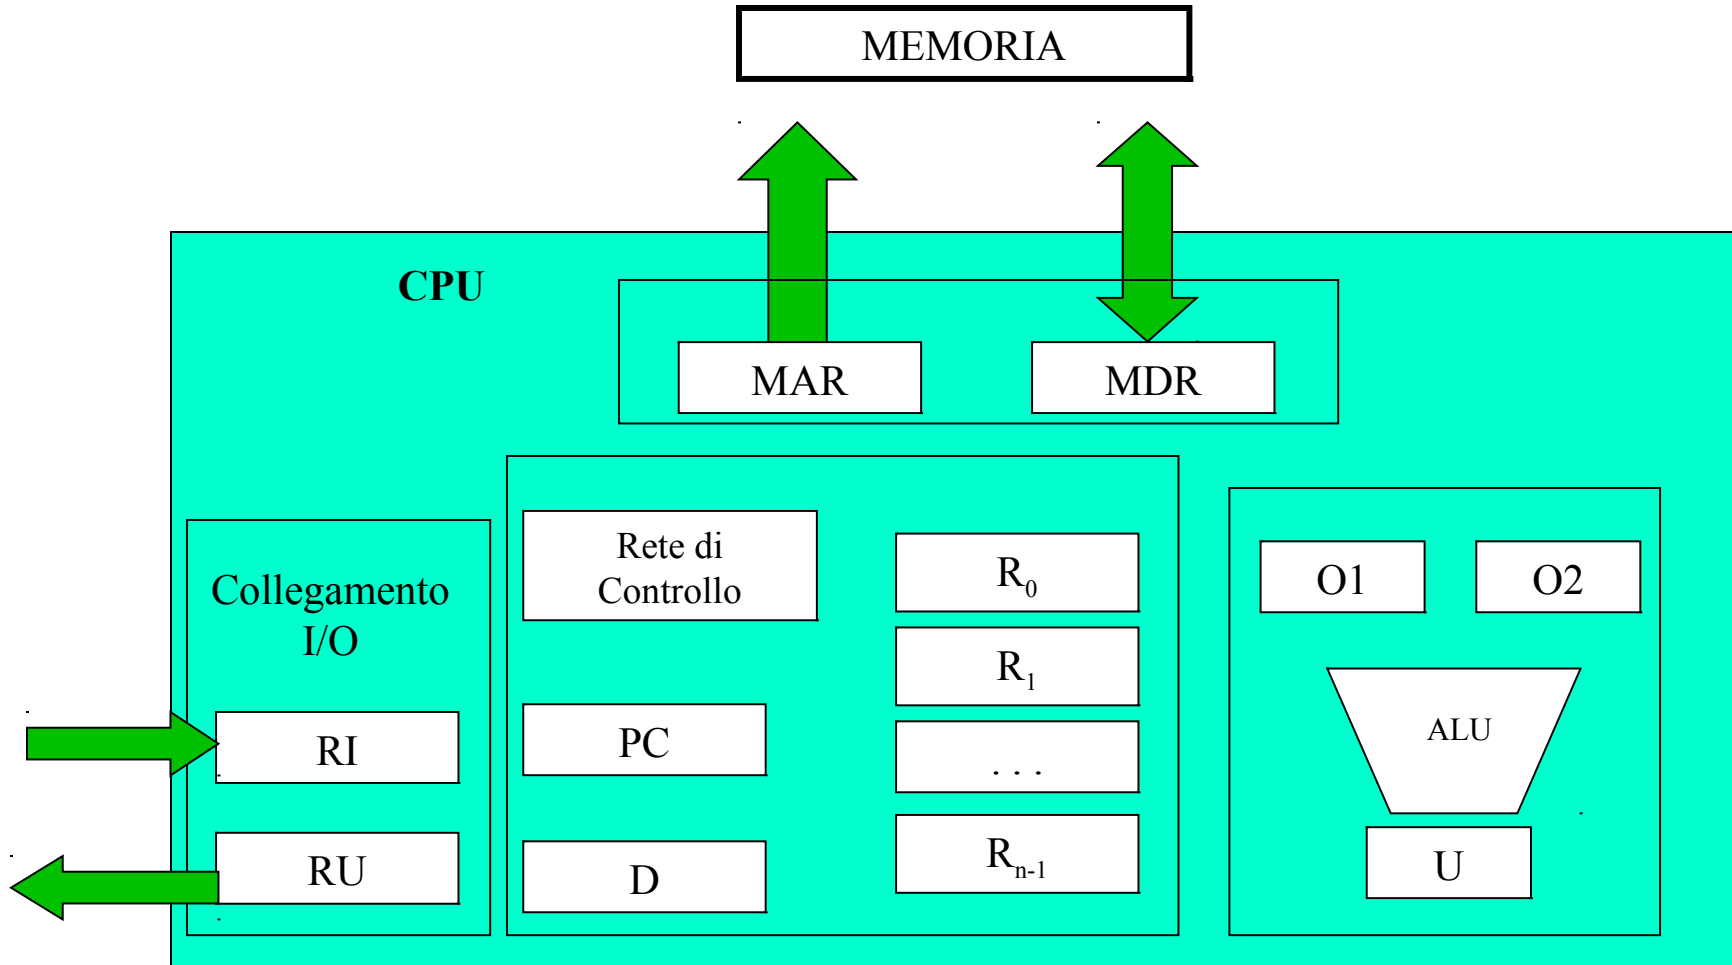 MEMORIA
CPU
MAR
MDR
Collegamento
I/O
RI
RU
Rete di
Controllo
PC
D
R0
R1
. . .
Rn-1
O1
O2
ALU
U